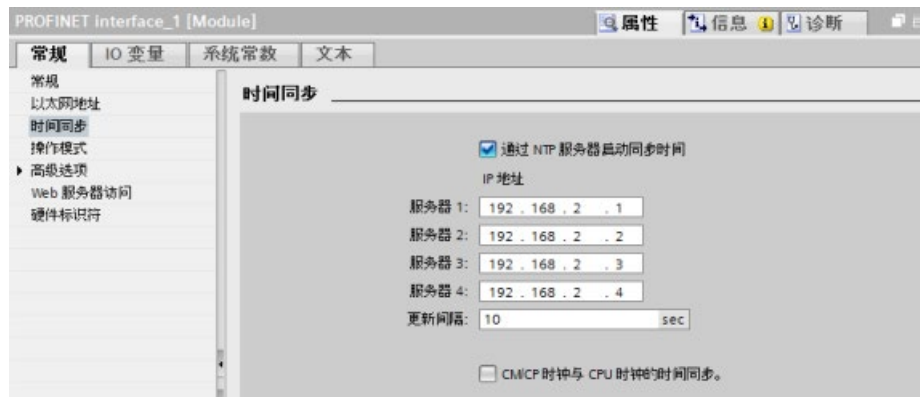 PROFINET interface_1 [Module]
属性
信息
诊断
常规
IO 变量
系统常数
文本
常规
以太网地址
时间同步
操作模式
高级选项
Web 服务器访问
硬件标识符
时间同步
通过 NTP 服务器启动同步时间
IP 地址
服务器 1: 192 . 168 . 2 . 1
服务器 2: 192 . 168 . 2 . 2
服务器 3: 192 . 168 . 2 . 3
服务器 4: 192 . 168 . 2 . 4
更新间隔: 10 sec
CM/CP 时钟与 CPU 时钟的时间同步。